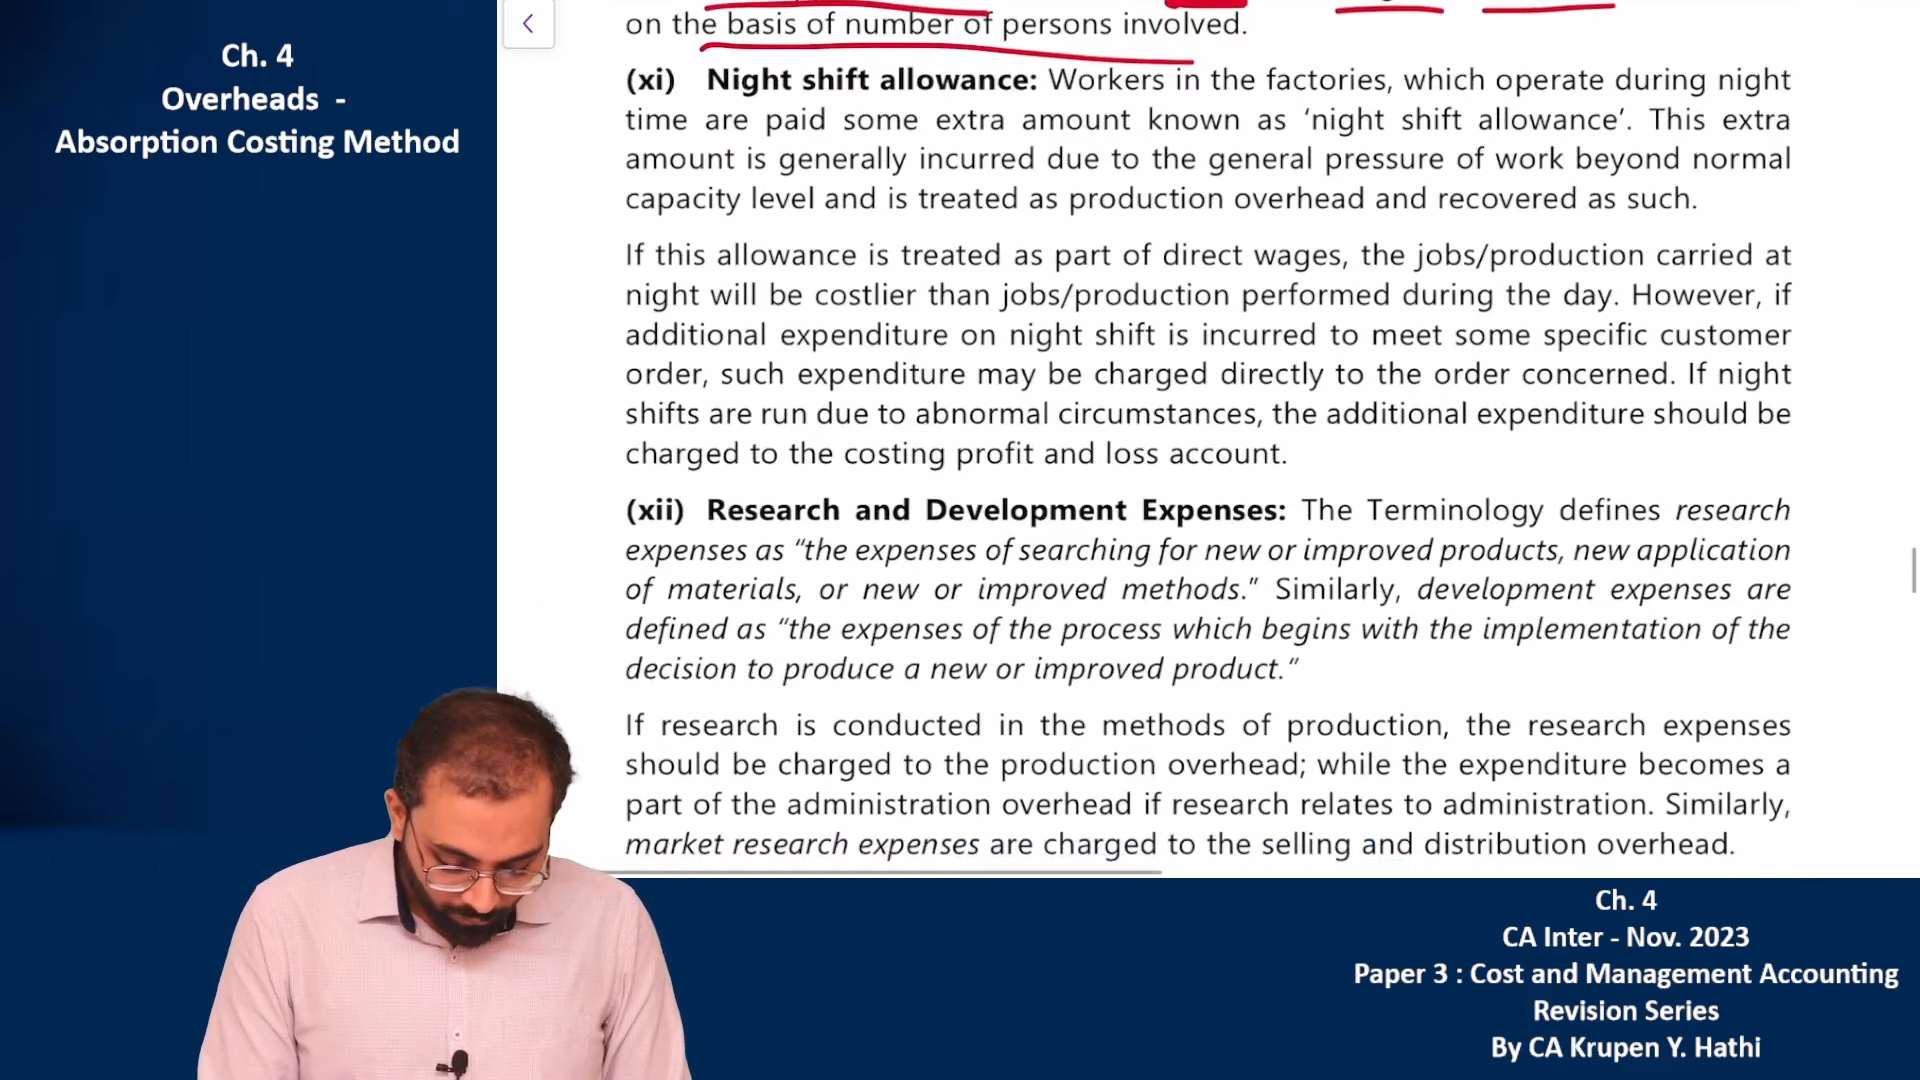 Ch. 4
Overheads -
Absorption Costing Method
on the basis of number of persons involved.
(xi) Night shift allowance: Workers in the factories, which operate during night
time are paid some extra amount known as ‘night shift allowance’. This extra
amount is generally incurred due to the general pressure of work beyond normal
capacity level and is treated as production overhead and recovered as such.
If this allowance is treated as part of direct wages, the jobs/production carried at
night will be costlier than jobs/production performed during the day. However, if
additional expenditure on night shift is incurred to meet some specific customer
order, such expenditure may be charged directly to the order concerned. If night
shifts are run due to abnormal circumstances, the additional expenditure should be
charged to the costing profit and loss account.
(xii) Research and Development Expenses: The Terminology defines research
expenses as “the expenses of searching for new or improved products, new application
of materials, or new or improved methods.” Similarly, development expenses are
defined as “the expenses of the process which begins with the implementation of the
decision to produce a new or improved product.”
If research is conducted in the methods of production, the research expenses
should be charged to the production overhead; while the expenditure becomes a
part of the administration overhead if research relates to administration. Similarly,
market research expenses are charged to the selling and distribution overhead.
Ch. 4
CA Inter - Nov. 2023
Paper 3 : Cost and Management Accounting
Revision Series
By CA Krupen Y. Hathi